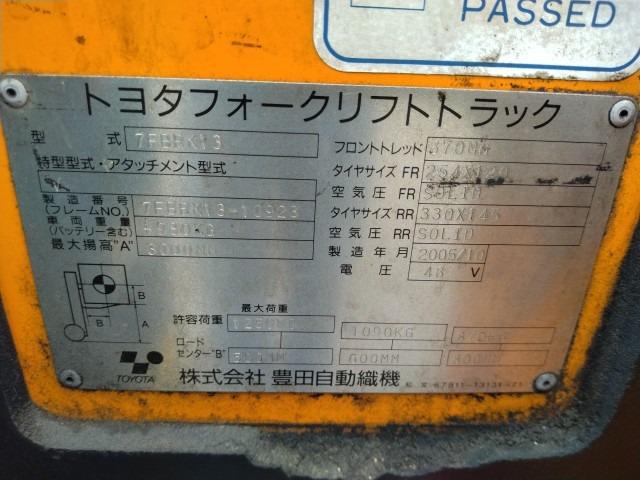 PASSED
トヨタフォークリフトトラック
型 式 7FBRK13
特型型式・アタッチメント型式
製造番号
(フレームNO.) 7FBRK13-10923
車両重量
(バッテリー含む)
最大揚高"A" 3000MM
フロントトレッド 370MM
タイヤサイズ FR 254X120
空気圧 FR SOLID
タイヤサイズ RR 330X145
空気圧 RR SOLID
製造年月 2005/10
電圧 48 V
B
B
A
最大荷重
許容荷重 1090KG
ロード
センター"B" 600MM
TOYOTA
株式会社 豊田自動織機